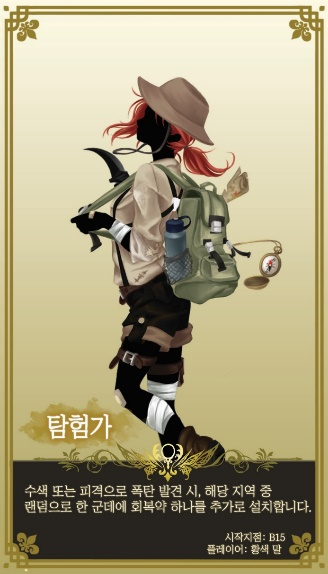 탐험가
수색 또는 피격으로 폭탄 발견 시, 해당 지역 중
랜덤으로 한 군데에 회복약 하나를 추가로 설치합니다.
시작지점: B15
플레이어: 황색 말